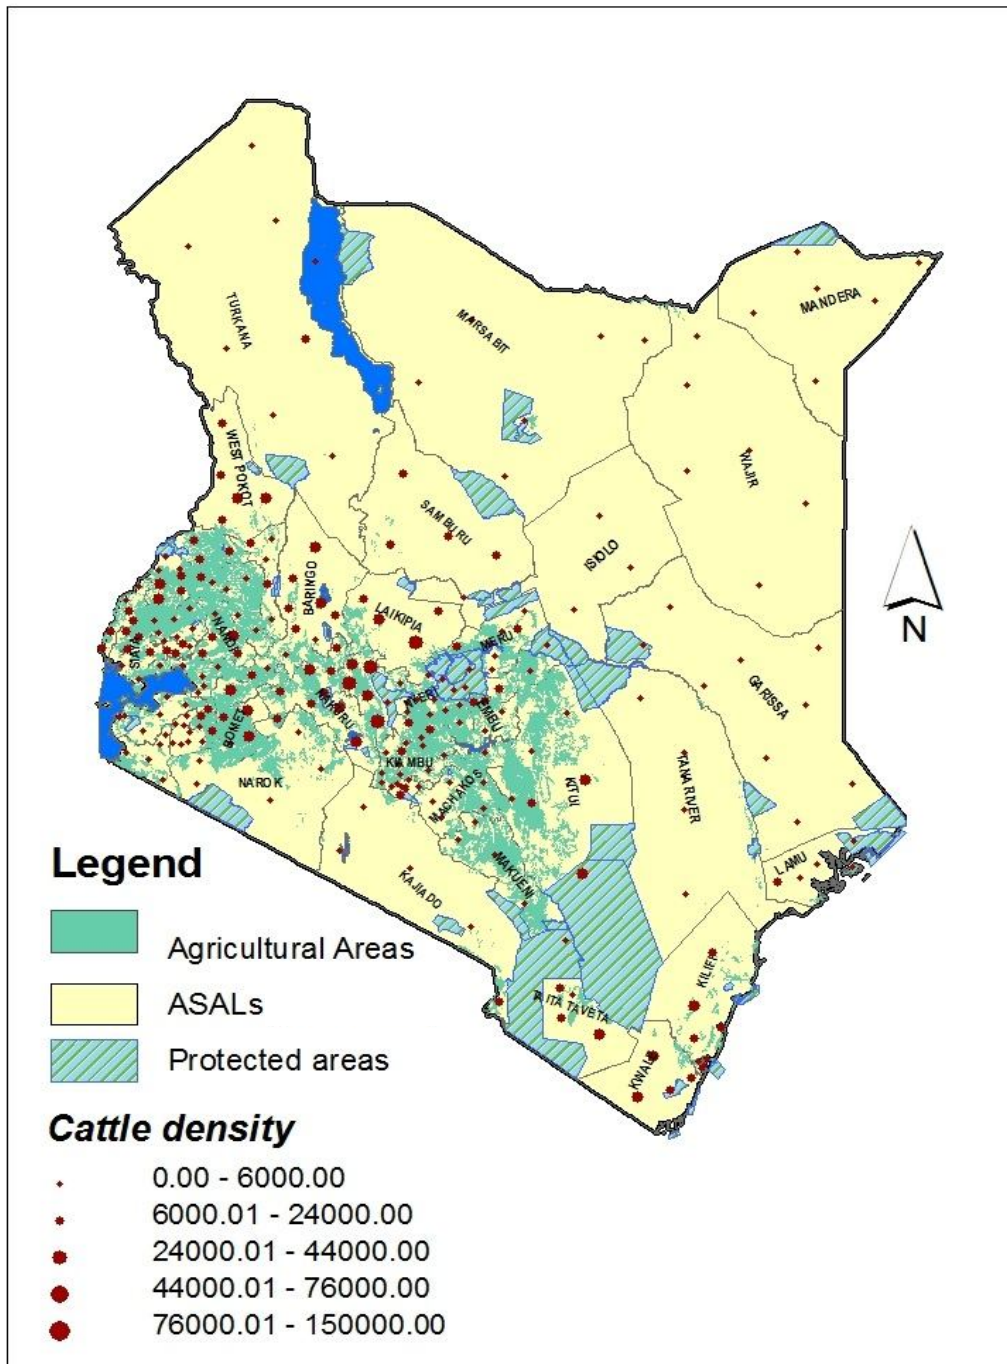 TURKANA
MARSABIT
MANDERA
WEST POKOT
WAJIR
SAMBURU
ISIOLO
BARINGO
LAIKIPIA
N
MERU
NANDI
SIAYA
GARISSA
NYERI
NAKURU
EMBU
BOMET
KIAMBU
TANA RIVER
NAROK
KITUI
MACHAKOS
LAMU
MAKUENI
KAJIADO
KILIFI
TAITA TAVETA
KWALE
Legend
Agricultural Areas
ASALs
Protected areas
Cattle density
0.00 - 6000.00
6000.01 - 24000.00
24000.01 - 44000.00
44000.01 - 76000.00
76000.01 - 150000.00